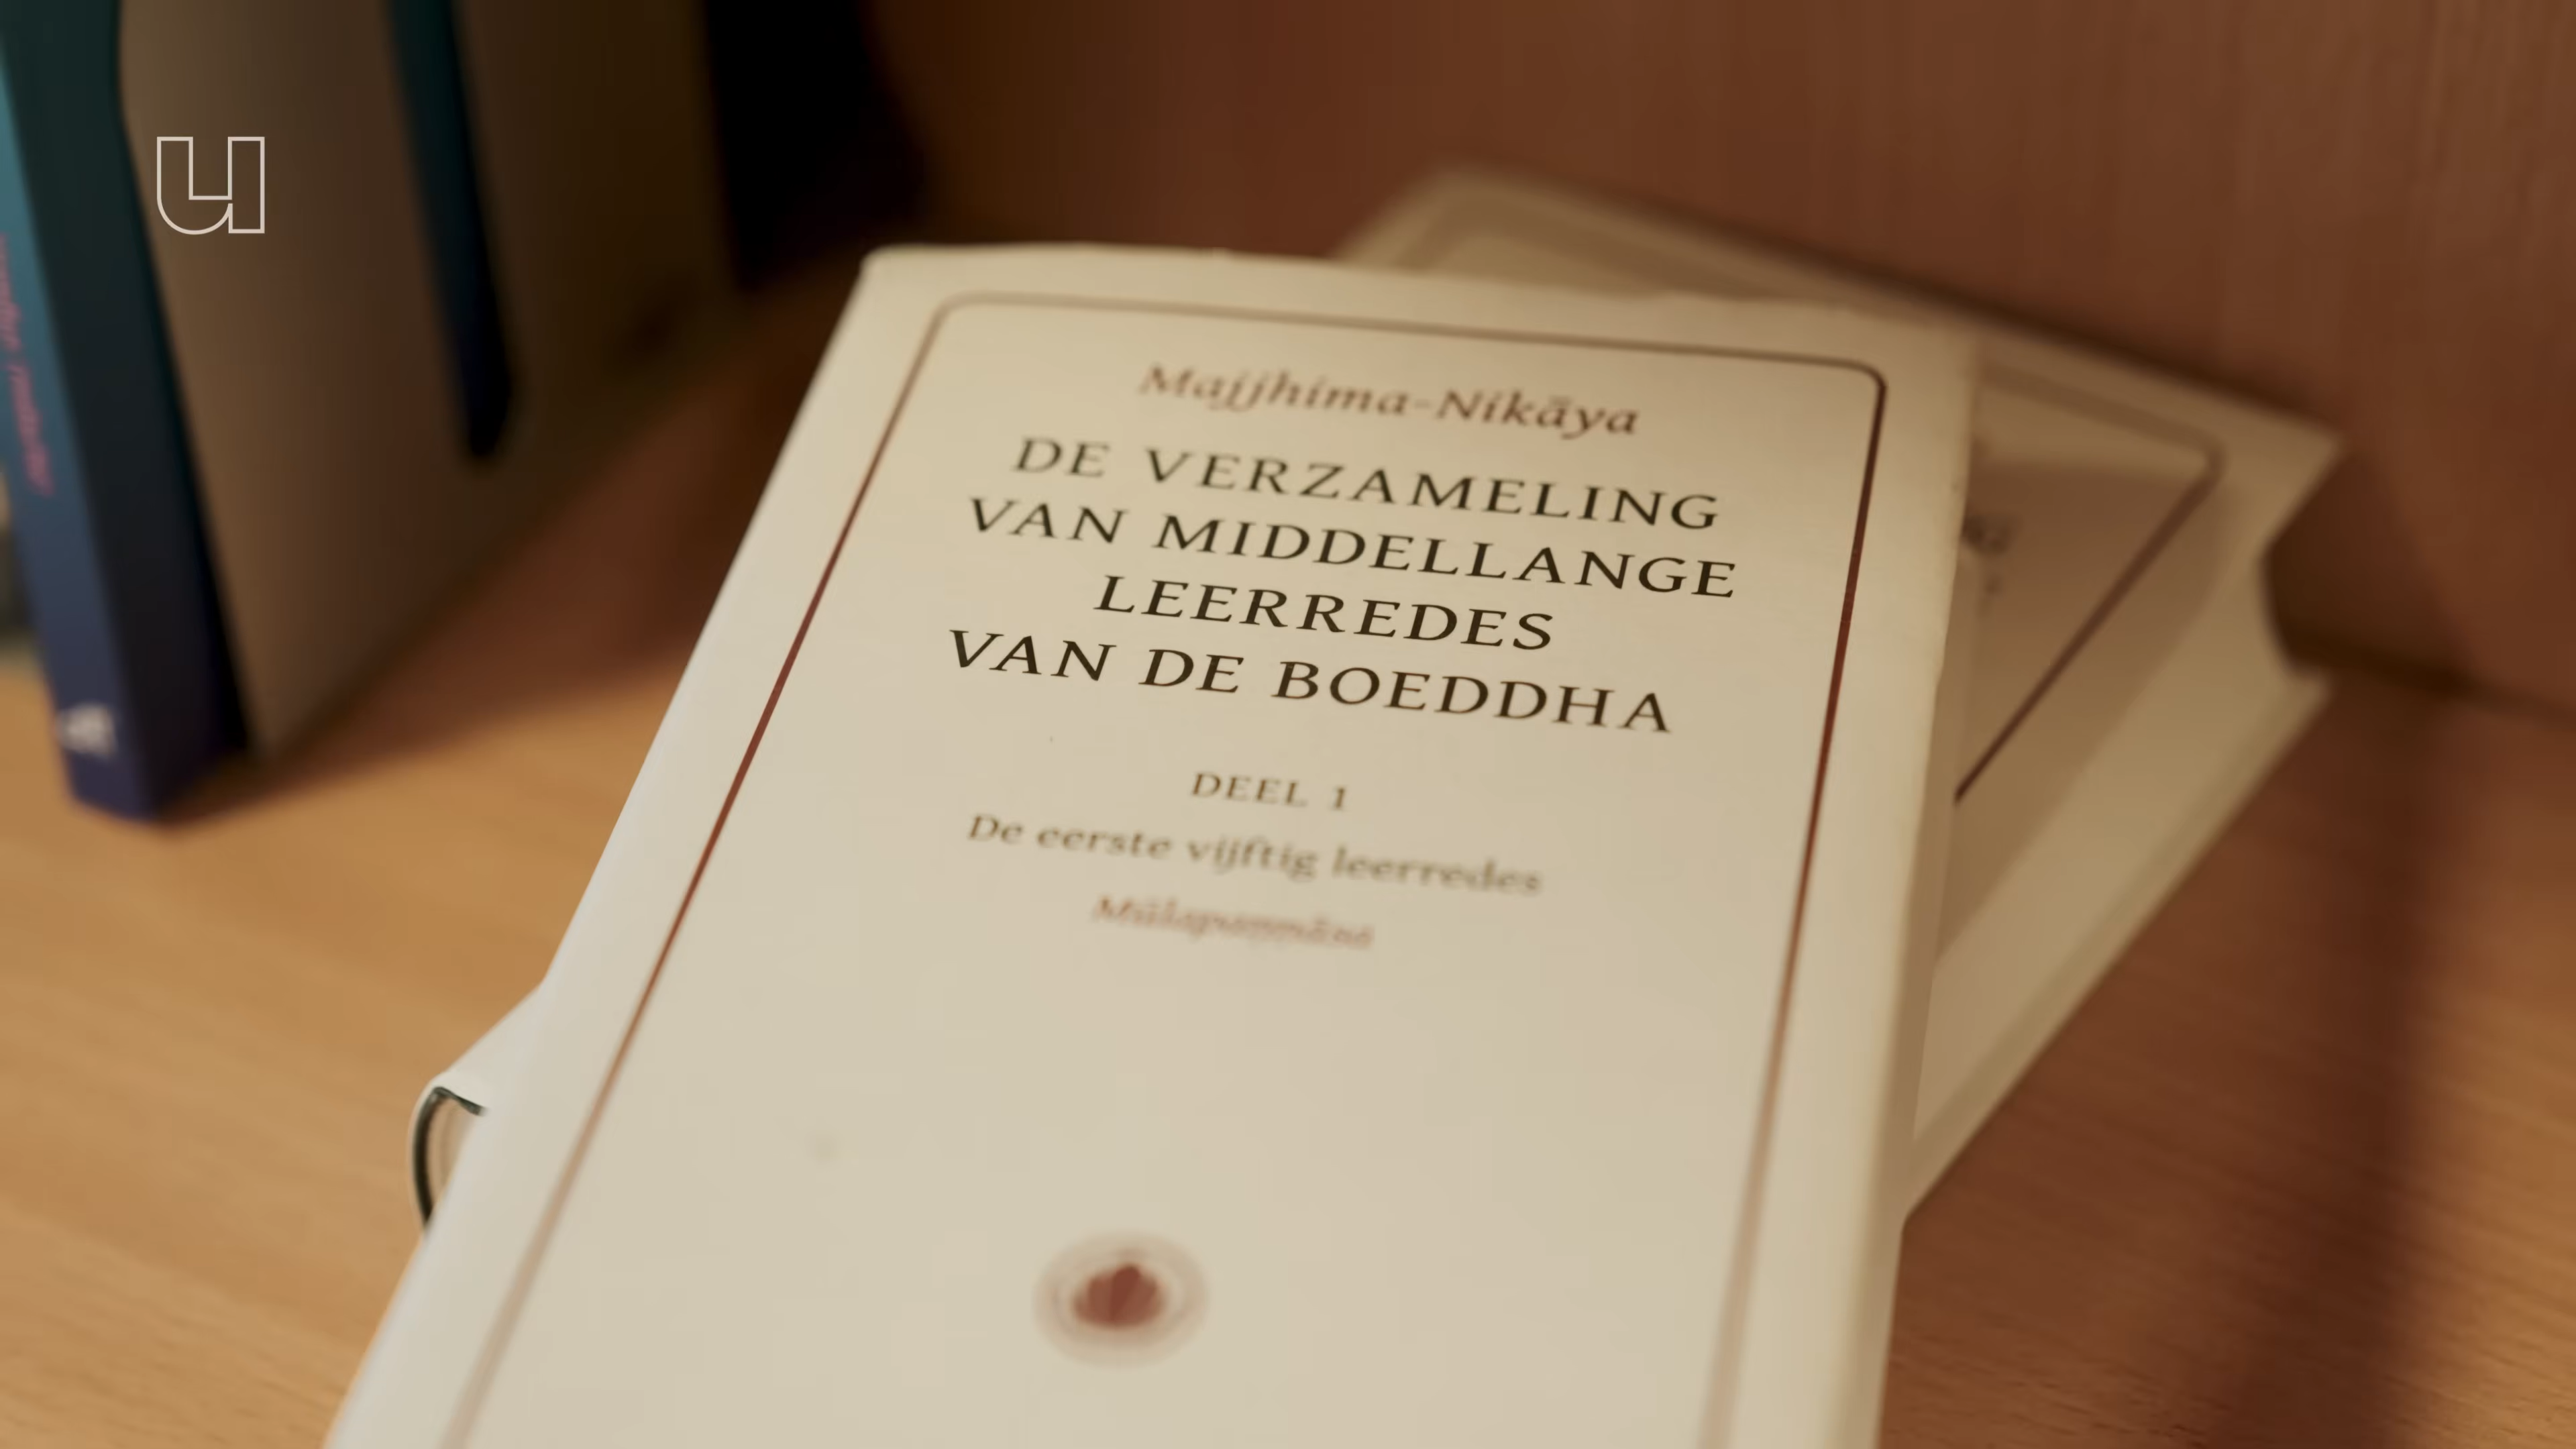 u
Majjhima-Nikāya
DE VERZAMELING
VAN MIDDELLANGE
LEERREDES
VAN DE BOEDDHA
DEEL 1
De eerste vijftig leerredes